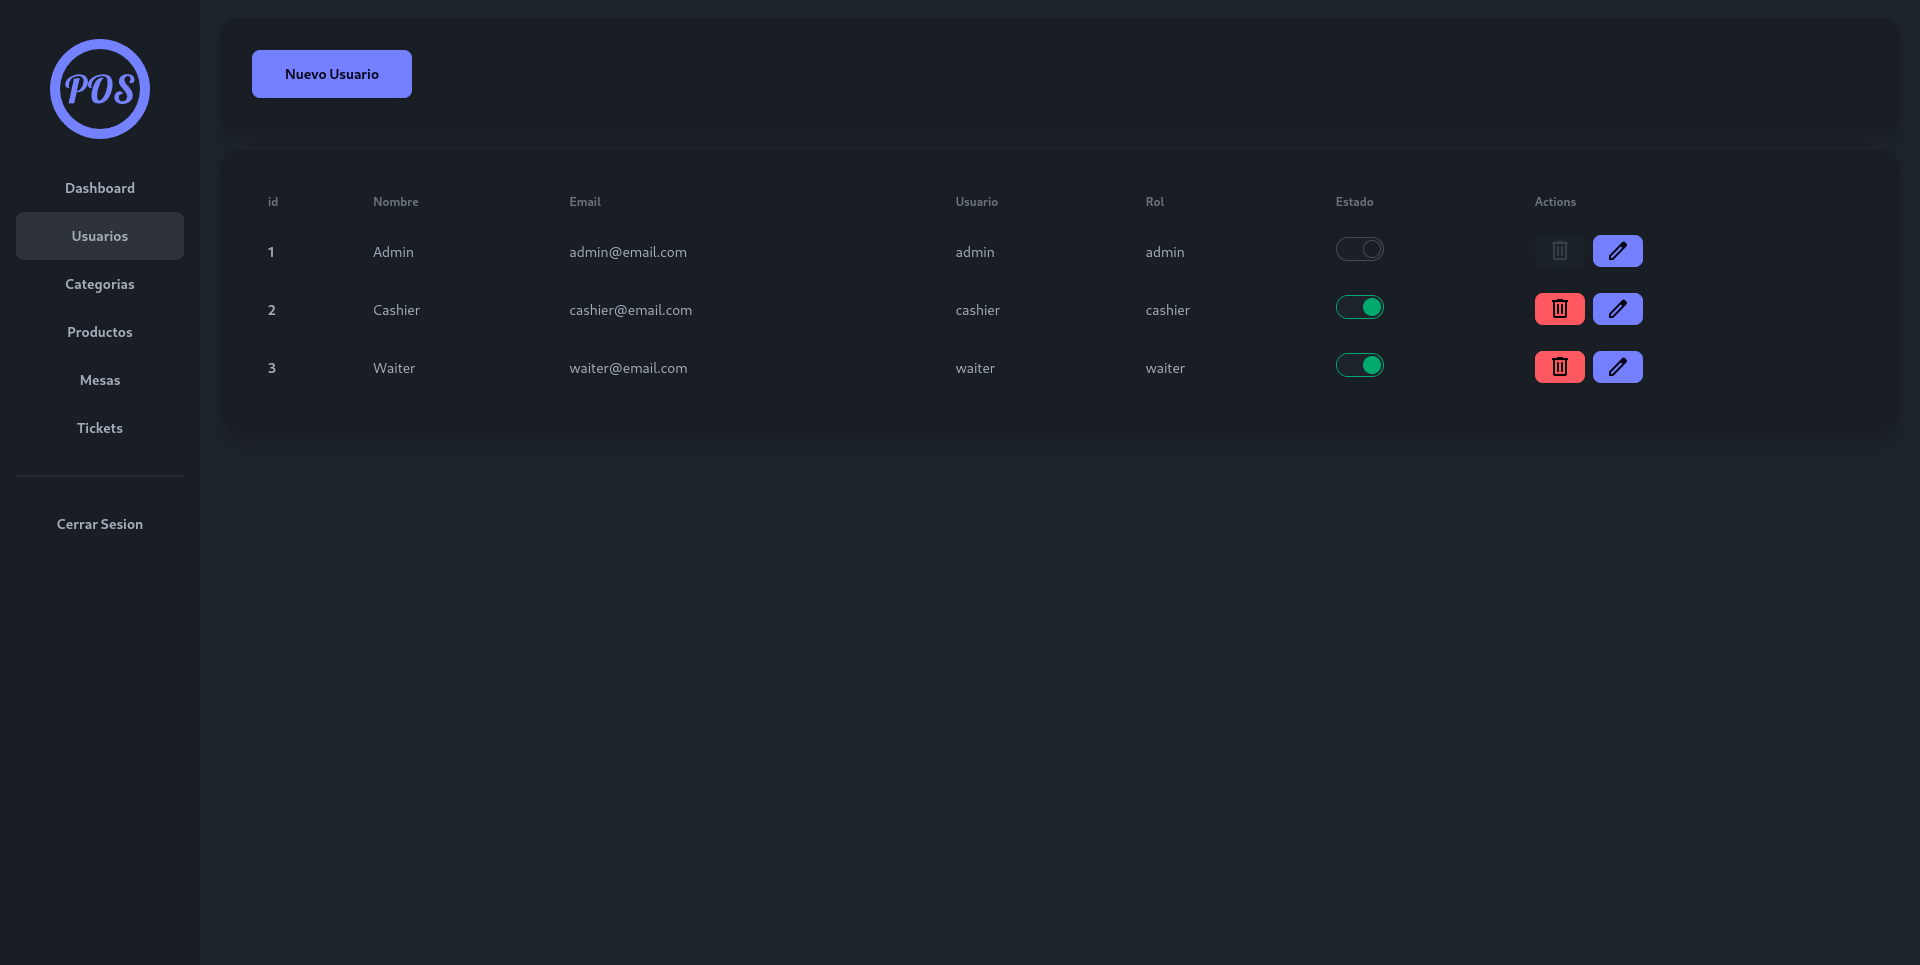 POS
Dashboard
Usuarios
Categorias
Productos
Mesas
Tickets
Cerrar Sesion
Nuevo Usuario
id Nombre Email Usuario Rol Estado Actions
1 Admin admin@email.com admin admin
2 Cashier cashier@email.com cashier cashier
3 Waiter waiter@email.com waiter waiter